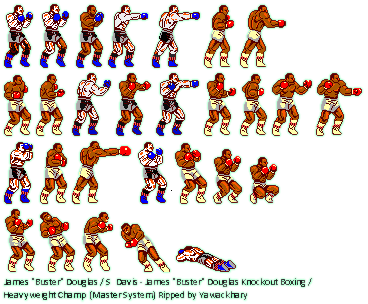 James "Buster" Douglas / S Davis - James "Buster" Douglas Knockout Boxing /
Heavyweight Champ (Master System) Ripped by Yawackhary